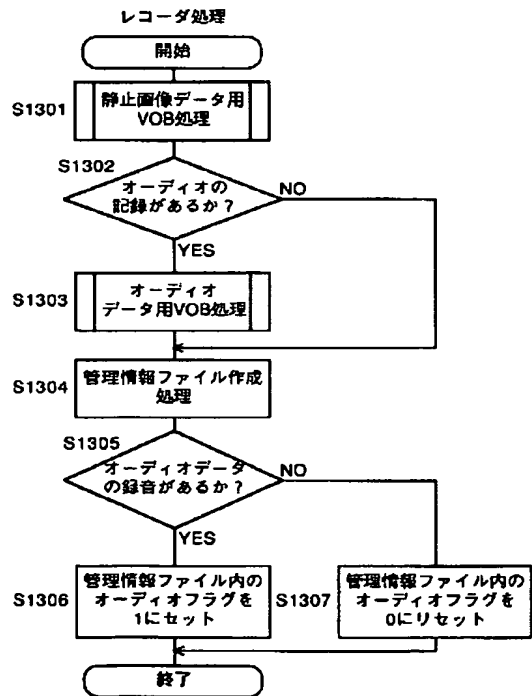 レコーダ処理
開始
S1301
静止画像データ用
VOB処理
S1302
オーディオの
記録があるか？
NO
YES
S1303
オーディオ
データ用VOB処理
S1304
管理情報ファイル作成
処理
S1305
オーディオデータ
の録音があるか？
NO
YES
S1306
管理情報ファイル内の
オーディオフラグを
1にセット
S1307
管理情報ファイル内の
オーディオフラグを
0にリセット
終了